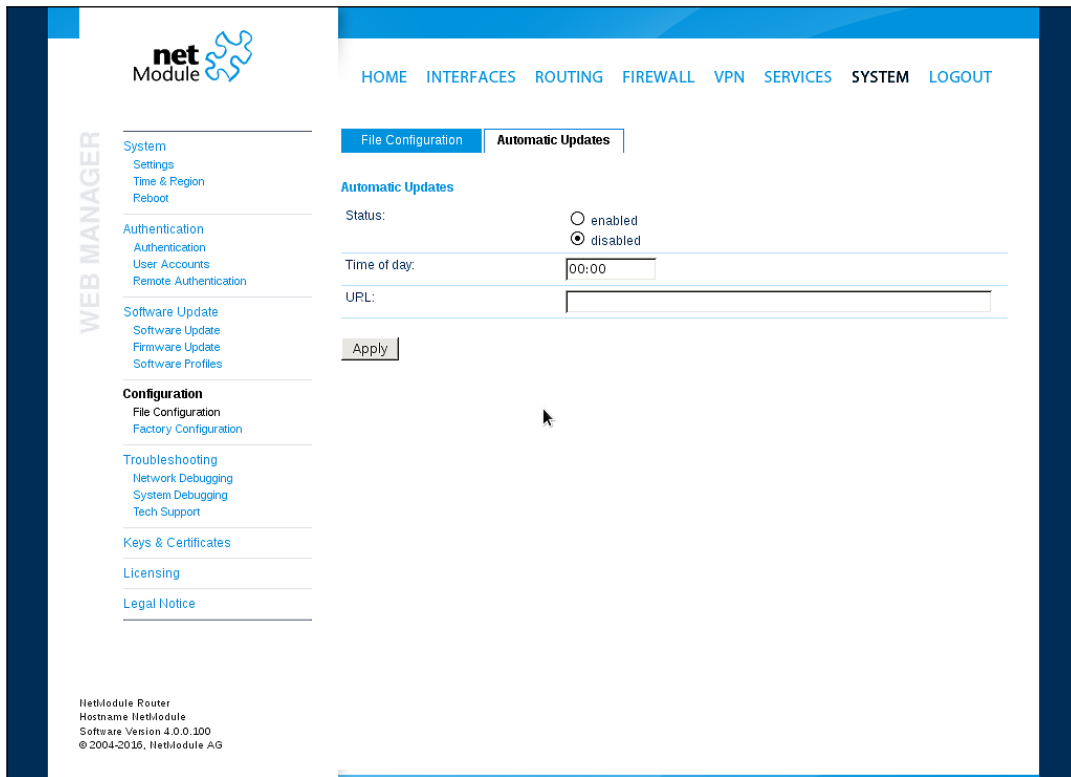 net
Module
HOME INTERFACES ROUTING FIREWALL VPN SERVICES SYSTEM LOGOUT
WEB MANAGER
System
Settings
Time & Region
Reboot
Authentication
Authentication
User Accounts
Remote Authentication
Software Update
Software Update
Firmware Update
Software Profiles
Configuration
File Configuration
Factory Configuration
Troubleshooting
Network Debugging
System Debugging
Tech Support
Keys & Certificates
Licensing
Legal Notice
File Configuration Automatic Updates
Automatic Updates
Status:
enabled
disabled
Time of day: 00:00
URL:
Apply
NetModule Router
Hostname NetModule
Software Version 4.0.0.100
© 2004-2016, NetModule AG